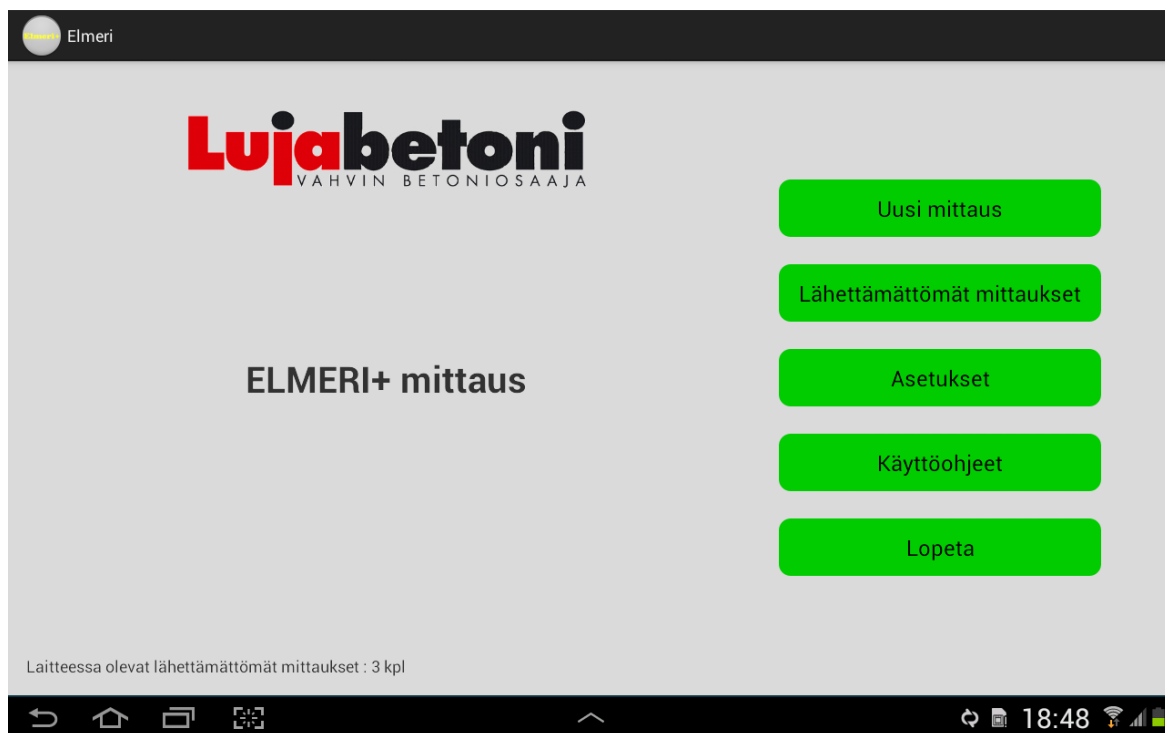 Elmeri+ Elmeri
Lujabetoni
VAHVIN BETONIOSAAJA
Uusi mittaus
Lähettämättömät mittaukset
ELMERI+ mittaus
Asetukset
Käyttöohjeet
Lopeta
Laitteessa olevat lähettämättömät mittaukset : 3 kpl
18:48